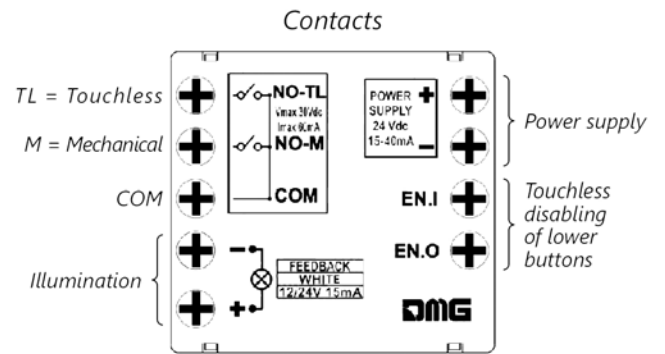 Contacts
TL = Touchless
M = Mechanical
COM
Illumination
NO-TL
Vmax 30Vdc
Imax 60mA
NO-M
COM
POWER +
SUPPLY
24 Vdc
15-40mA -
EN.I
EN.O
- 
FEEDBACK
WHITE
12/24V 15mA
+
DMG
Power supply
Touchless
disabling
of lower
buttons